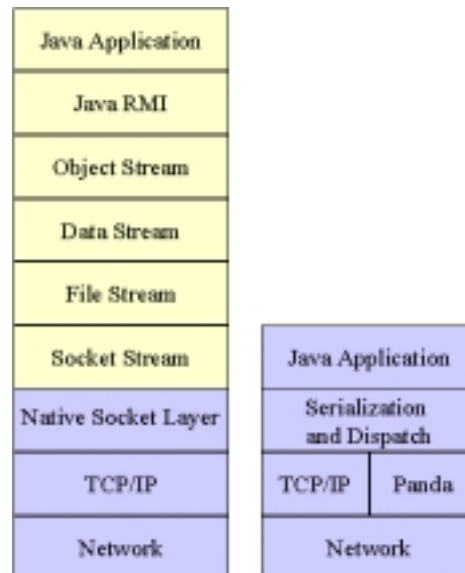 Java Application
Java RMI
Object Stream
Data Stream
File Stream
Socket Stream
Native Socket Layer
TCP/IP
Network
Java Application
Serialization
and Dispatch
TCP/IP
Panda
Network